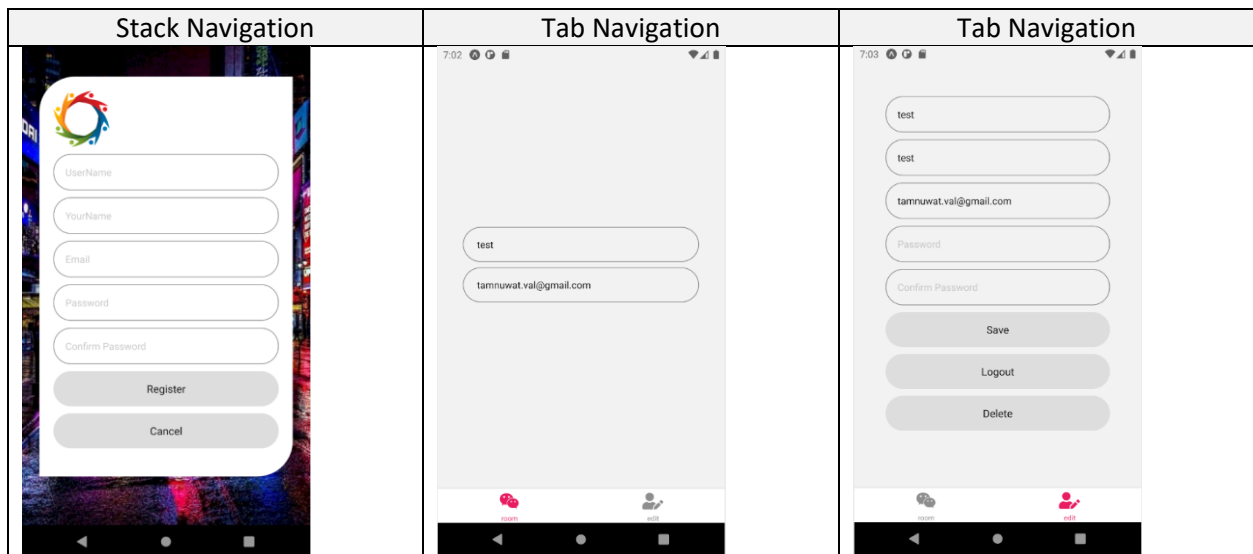 Stack Navigation
Tab Navigation
Tab Navigation
UserName
YourName
Email
Password
Confirm Password
Register
Cancel
7:02
test
tamnuwat.val@gmail.com
room
edit
7:03
test
test
tamnuwat.val@gmail.com
Password
Confirm Password
Save
Logout
Delete
room
edit